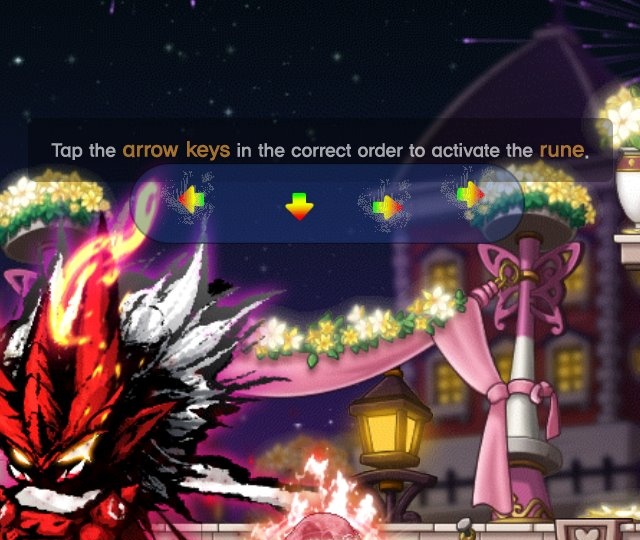 Tap the arrow keys in the correct order to activate the rune.